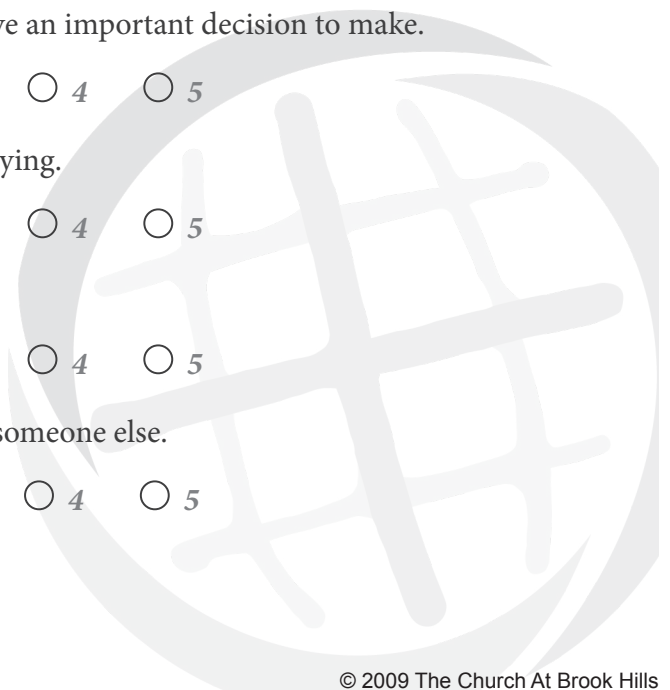 ve an important decision to make.
4 5
ying.
4 5
4 5
someone else.
4 5
© 2009 The Church At Brook Hills